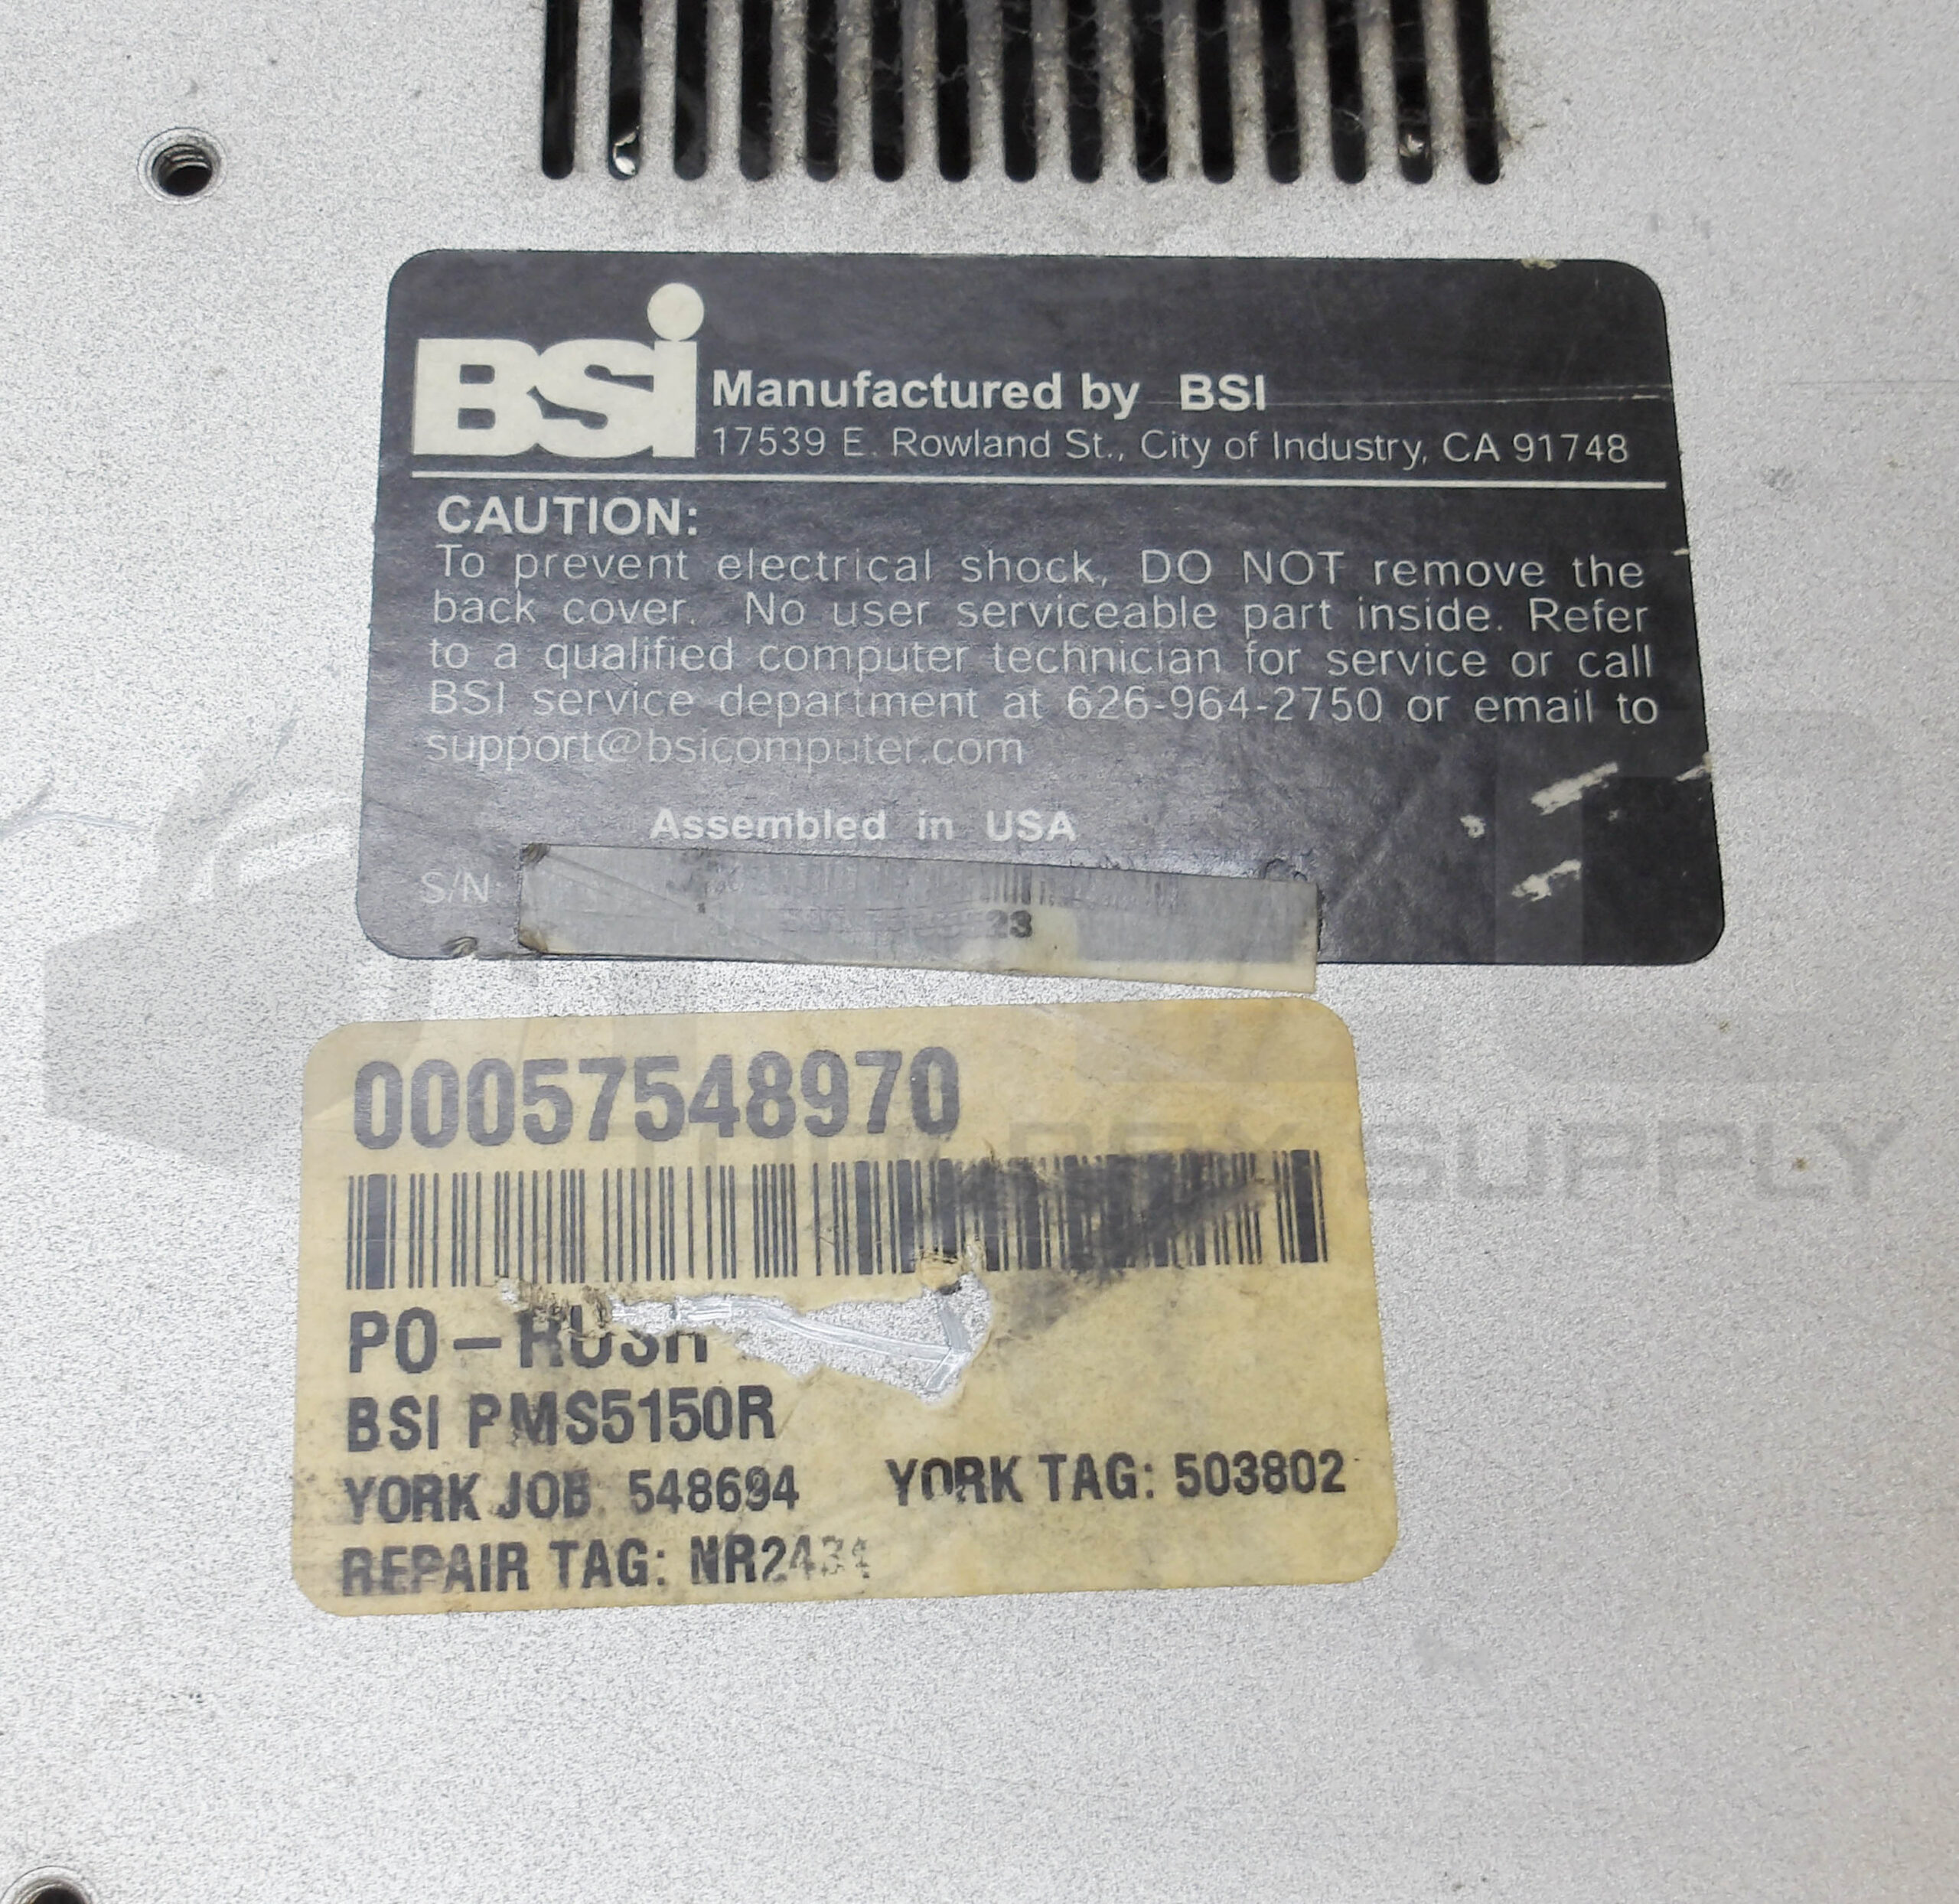 BSi
Manufactured by BSI
17539 E. Rowland St., City of Industry, CA 91748
CAUTION:
To prevent electrical shock, DO NOT remove the
back cover. No user serviceable part inside. Refer
to a qualified computer technician for service or call
BSI service department at 626-964-2750 or email to
support@bsicomputer.com
Assembled in USA
S/N
00057548970
PO-RUSH
BSI PMS5150R
YORK JOB 548694 YORK TAG: 503802
REPAIR TAG:
SUPPLY